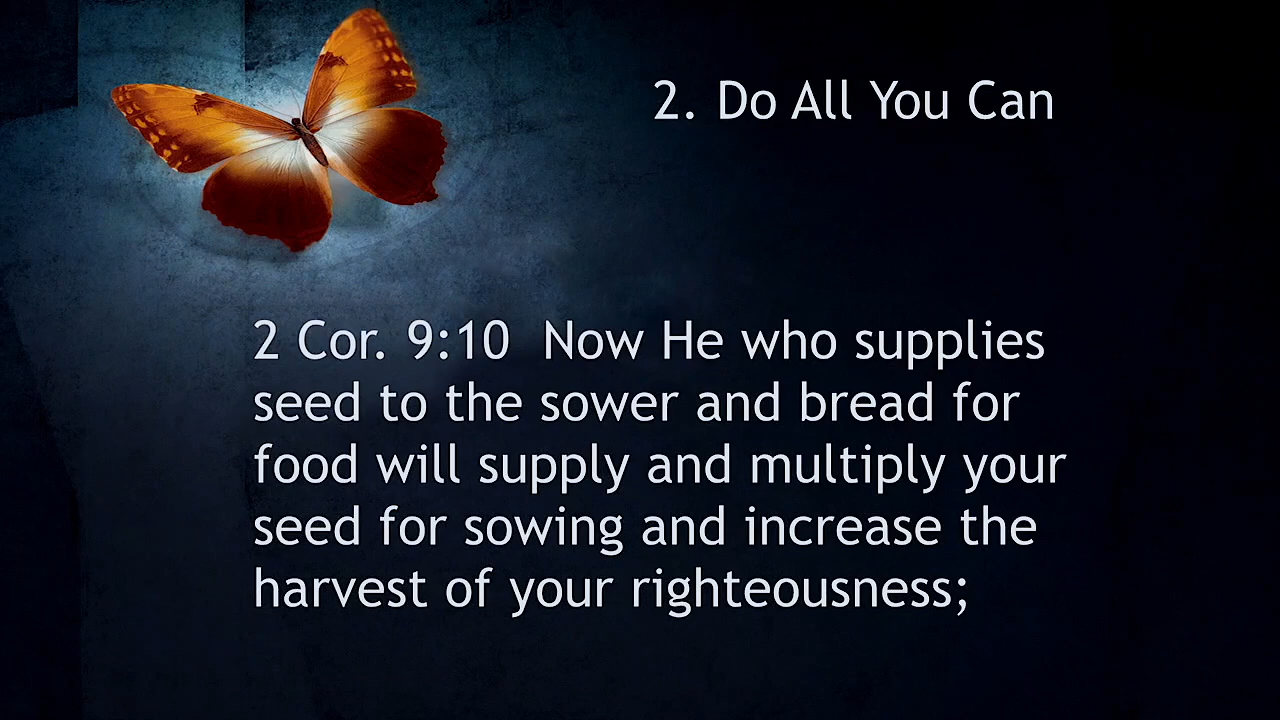 2. Do All You Can
2 Cor. 9:10  Now He who supplies
seed to the sower and bread for
food will supply and multiply your
seed for sowing and increase the
harvest of your righteousness;